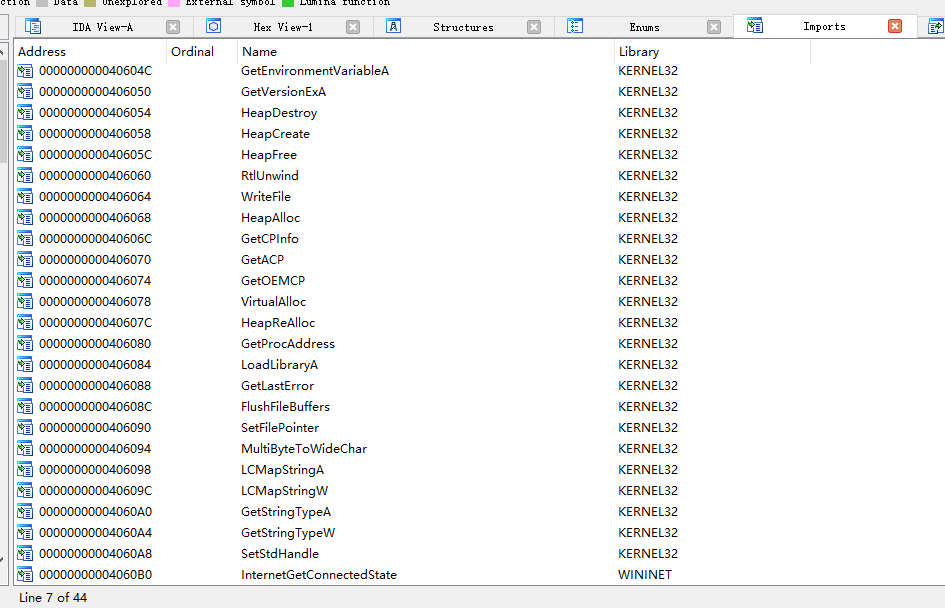 Data Unexplored External symbol Lumina function
IDA View-A Hex View-1 Structures Enums Imports
Address Ordinal Name Library
000000000040604C GetEnvironmentVariableA KERNEL32
0000000000406050 GetVersionExA KERNEL32
0000000000406054 HeapDestroy KERNEL32
0000000000406058 HeapCreate KERNEL32
000000000040605C HeapFree KERNEL32
0000000000406060 RtlUnwind KERNEL32
0000000000406064 WriteFile KERNEL32
0000000000406068 HeapAlloc KERNEL32
000000000040606C GetCPInfo KERNEL32
0000000000406070 GetACP KERNEL32
0000000000406074 GetOEMCP KERNEL32
0000000000406078 VirtualAlloc KERNEL32
000000000040607C HeapReAlloc KERNEL32
0000000000406080 GetProcAddress KERNEL32
0000000000406084 LoadLibraryA KERNEL32
0000000000406088 GetLastError KERNEL32
000000000040608C FlushFileBuffers KERNEL32
0000000000406090 SetFilePointer KERNEL32
0000000000406094 MultiByteToWideChar KERNEL32
0000000000406098 LCMapStringA KERNEL32
000000000040609C LCMapStringW KERNEL32
00000000004060A0 GetStringTypeA KERNEL32
00000000004060A4 GetStringTypeW KERNEL32
00000000004060A8 SetStdHandle KERNEL32
00000000004060B0 InternetGetConnectedState WININET
Line 7 of 44